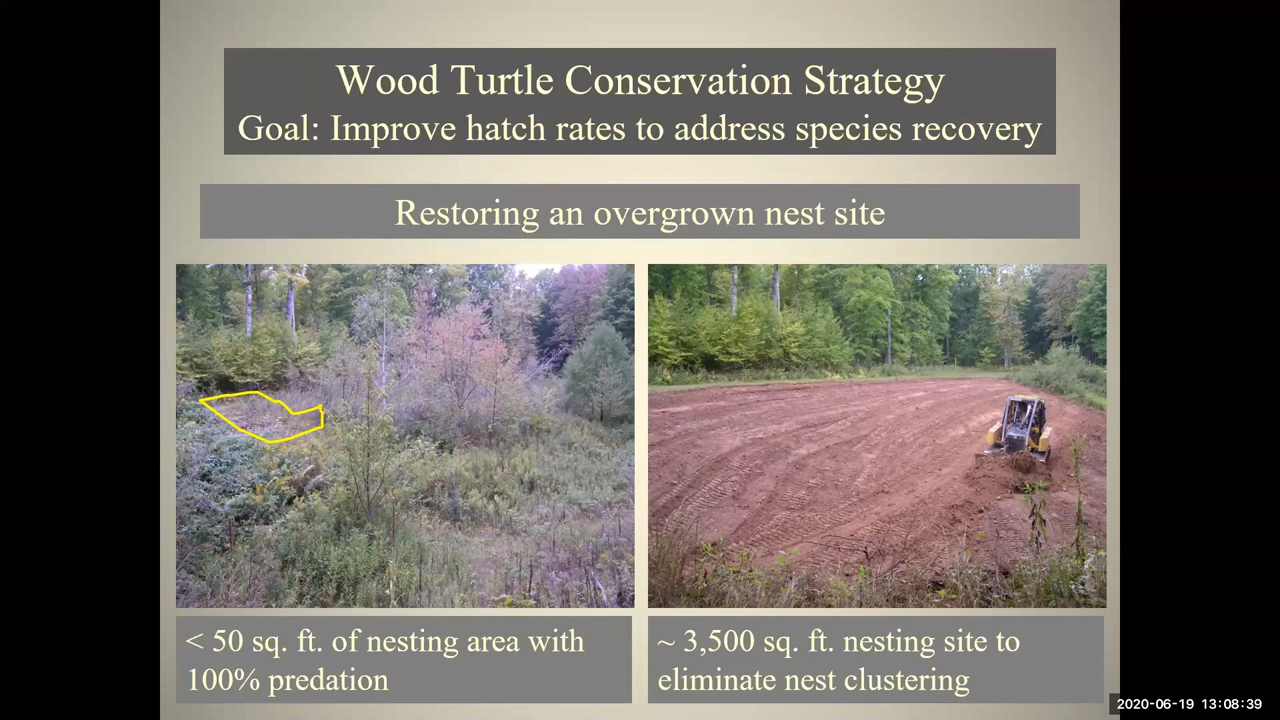 Wood Turtle Conservation Strategy
Goal: Improve hatch rates to address species recovery
Restoring an overgrown nest site
< 50 sq. ft. of nesting area with
100% predation
~ 3,500 sq. ft. nesting site to
eliminate nest clustering
2020-06-19 13:08:39